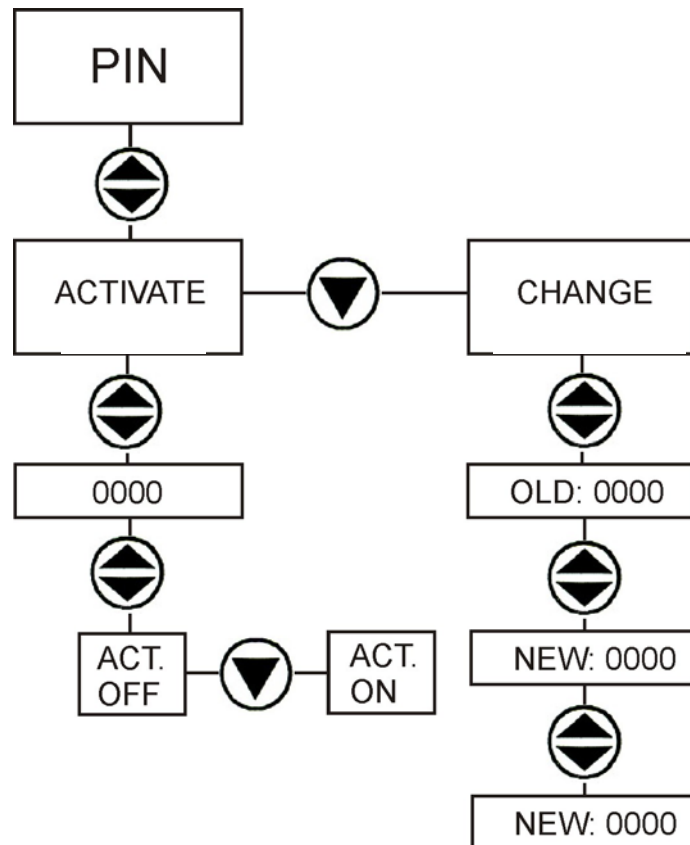 PIN
ACTIVATE
CHANGE
0000
OLD: 0000
ACT.
OFF
ACT.
ON
NEW: 0000
NEW: 0000